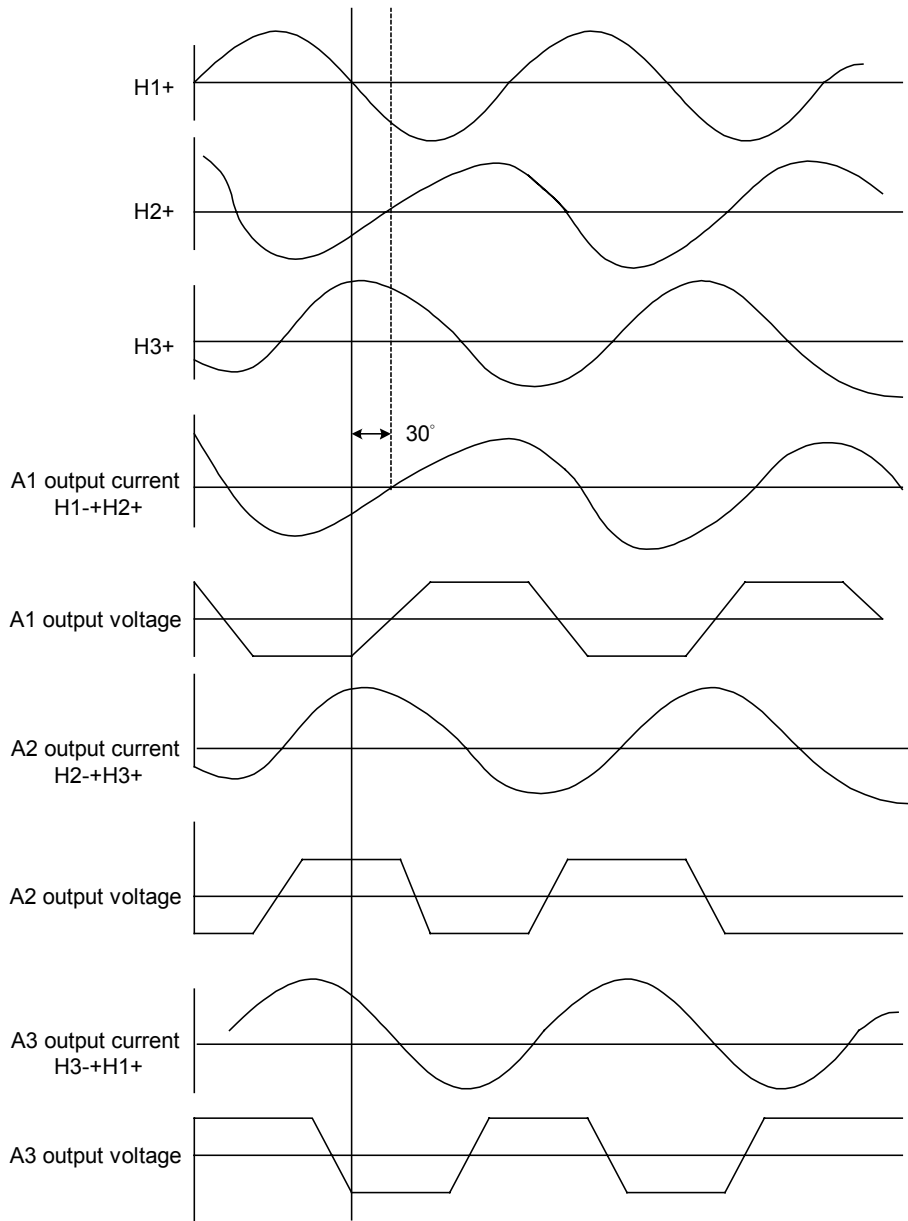 H1+
H2+
H3+
30°
A1 output current
H1-+H2+
A1 output voltage
A2 output current
H2-+H3+
A2 output voltage
A3 output current
H3-+H1+
A3 output voltage